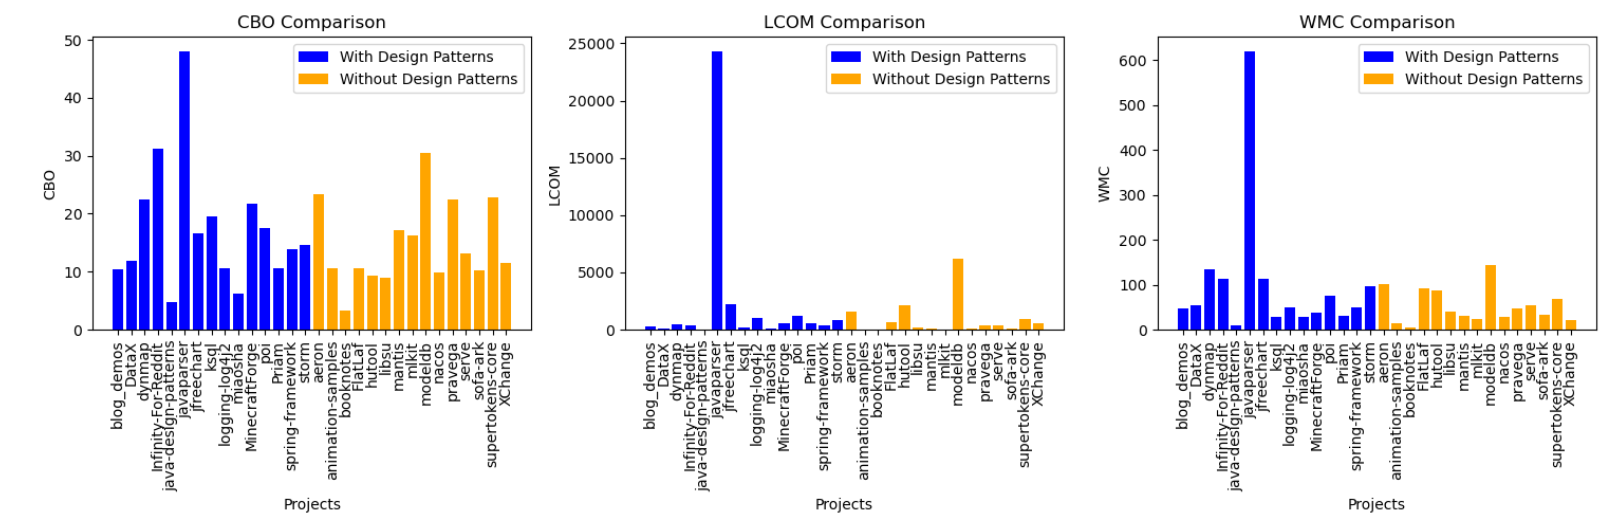 CBO Comparison
50
40
30
20
10
0
CBO
With Design Patterns
Without Design Patterns
blog_demos
DataX
dynmap
Infinity-For-Reddit
java-design-patterns
javaparser
jfreechart
ksql
logging-log4j2
miaosha
MinecraftForge
poi
Priam
spring-framework
storm
aeron
animation-samples
booknotes
FlatLaf
hutool
libsu
mantis
mlkit
modeldb
nacos
pravega
serve
sofa-ark
supertokens-core
XChange
Projects
LCOM Comparison
25000
20000
15000
10000
5000
0
LCOM
With Design Patterns
Without Design Patterns
blog_demos
DataX
dynmap
Infinity-For-Reddit
java-design-patterns
javaparser
jfreechart
ksql
logging-log4j2
miaosha
MinecraftForge
poi
Priam
spring-framework
storm
aeron
animation-samples
booknotes
FlatLaf
hutool
libsu
mantis
mlkit
modeldb
nacos
pravega
serve
sofa-ark
supertokens-core
XChange
Projects
WMC Comparison
600
500
400
300
200
100
0
WMC
With Design Patterns
Without Design Patterns
blog_demos
DataX
dynmap
Infinity-For-Reddit
java-design-patterns
javaparser
jfreechart
ksql
logging-log4j2
miaosha
MinecraftForge
poi
Priam
spring-framework
storm
aeron
animation-samples
booknotes
FlatLaf
hutool
libsu
mantis
mlkit
modeldb
nacos
pravega
serve
sofa-ark
supertokens-core
XChange
Projects